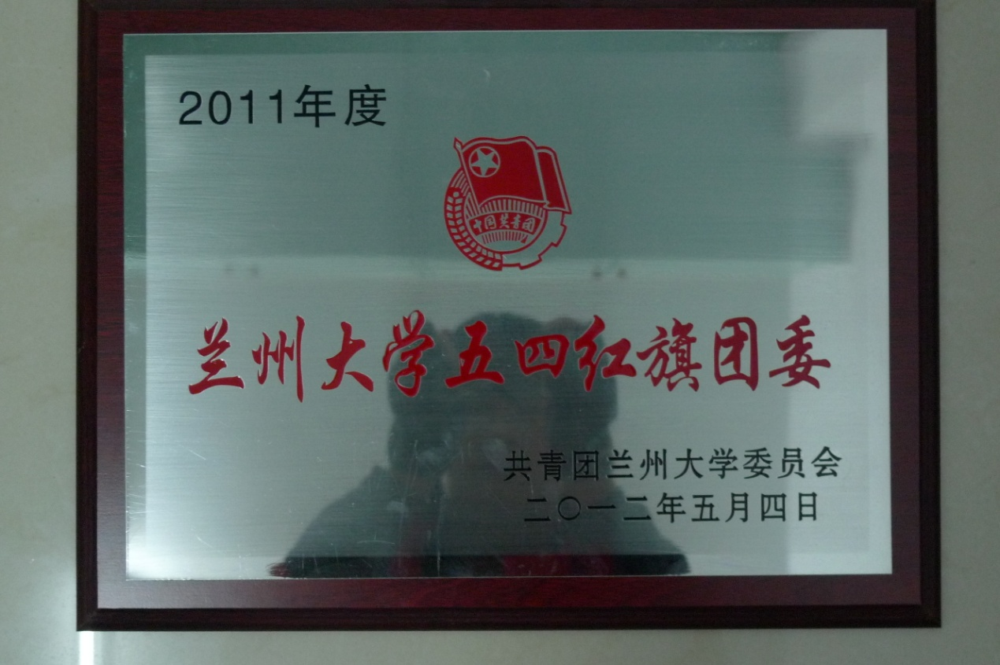 2011年度
中国共青团
兰州大学五四红旗团委
共青团兰州大学委员会
二〇一二年五月四日